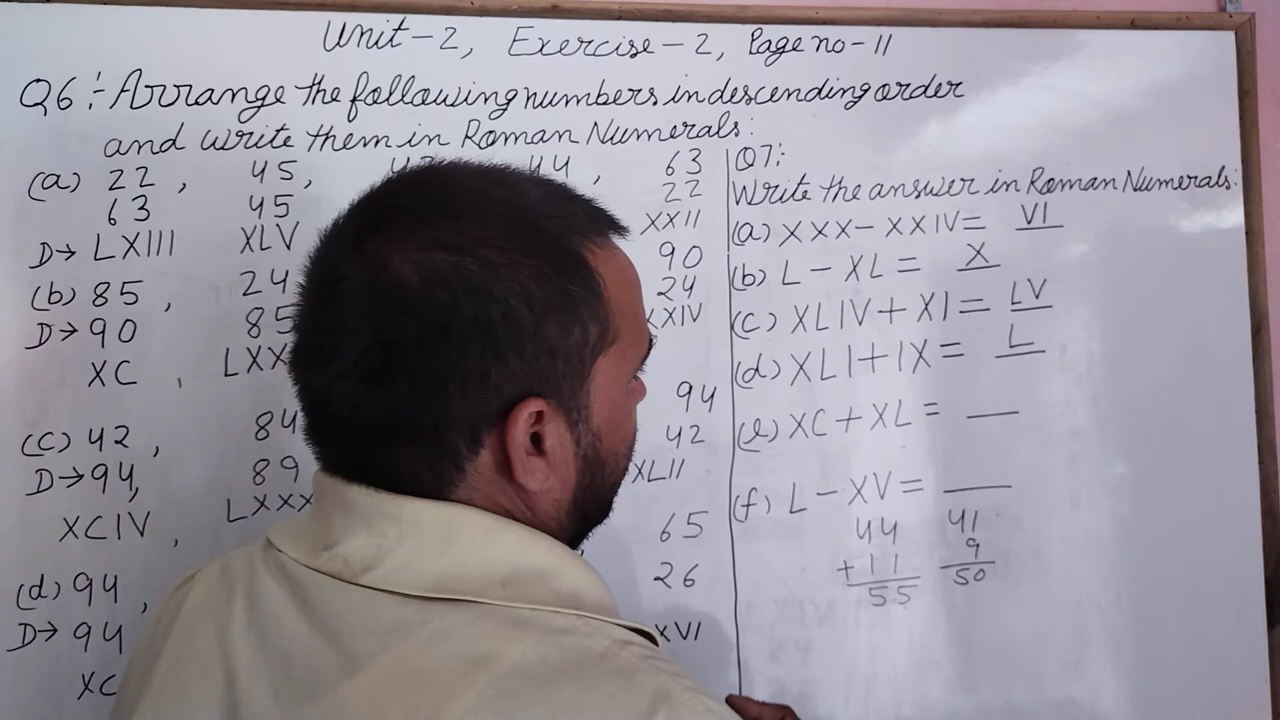 Unit-2, Exercise-2, Page no-11
Q6:- Arrange the following numbers in descending order
and write them in Roman Numerals:
(a) 22, 45, 44, 63
63 45 22
D→ LXIII XLV XXII
(b) 85, 24 90
D→ 90 85 24
XC, XXIV
(c) 42, 84 94
D→ 94, 89 42
XCIV, XLII
(d) 94, 65
D→ 94 26
XC XVI
Q7:
Write the answer in Roman Numerals:
(a) XXX-XXIV= VI
(b) L-XL= X
(c) XLIV+XI= LV
(d) XLI+IX= L
(e) XC+XL= __
(f) L-XV= __
44 41
+11 9
55 50